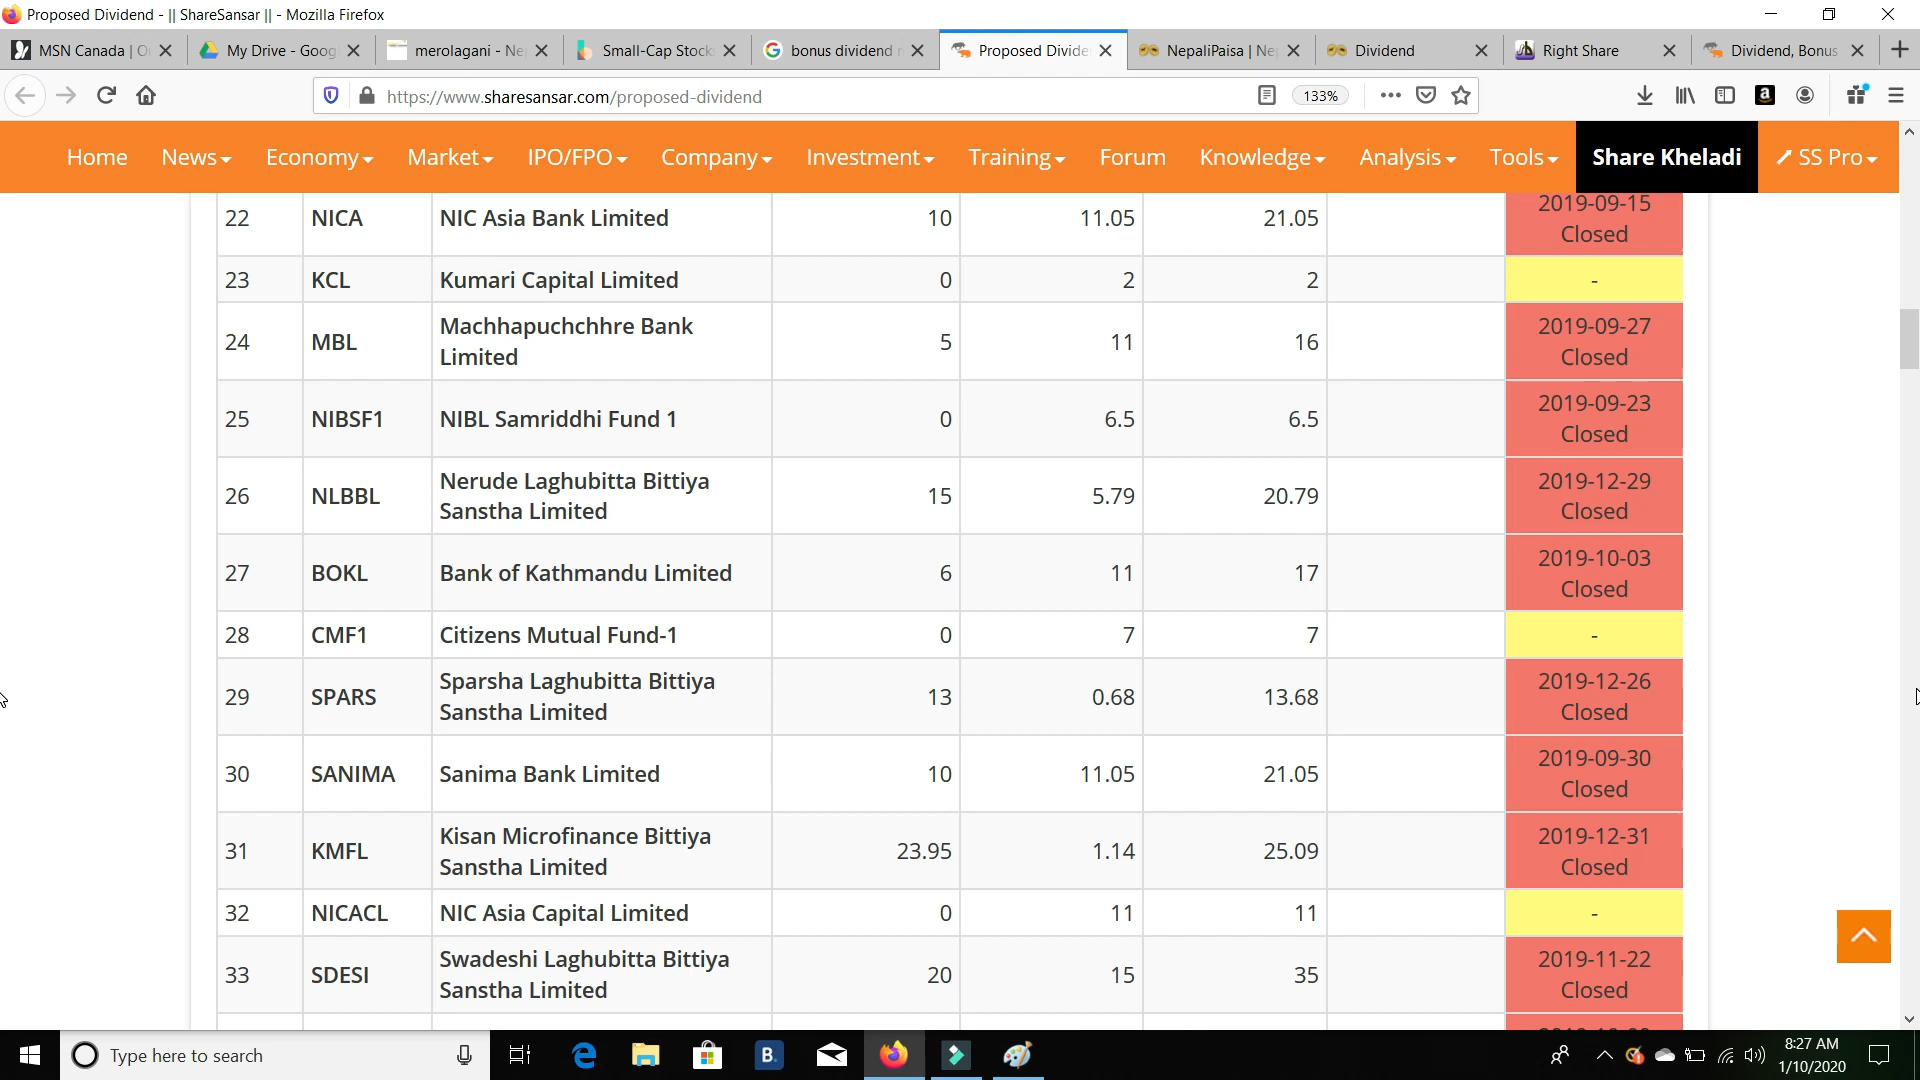 Proposed Dividend - || ShareSansar || - Mozilla Firefox
MSN Canada | O
My Drive - Goog
merolagani - Ne
Small-Cap Stock
bonus dividend
Proposed Divide
NepaliPaisa | Ne
Dividend
Right Share
Dividend, Bonus
https://www.sharesansar.com/proposed-dividend
133%
Home News Economy Market IPO/FPO Company Investment Training Forum Knowledge Analysis Tools Share Kheladi SS Pro
22 NICA NIC Asia Bank Limited 10 11.05 21.05 2019-09-15
Closed
23 KCL Kumari Capital Limited 0 2 2 -
24 MBL Machhapuchchhre Bank 5 11 16 2019-09-27
Limited Closed
25 NIBSF1 NIBL Samriddhi Fund 1 0 6.5 6.5 2019-09-23
Closed
26 NLBBL Nerude Laghubitta Bittiya 15 5.79 20.79 2019-12-29
Sanstha Limited Closed
27 BOKL Bank of Kathmandu Limited 6 11 17 2019-10-03
Closed
28 CMF1 Citizens Mutual Fund-1 0 7 7 -
29 SPARS Sparsha Laghubitta Bittiya 13 0.68 13.68 2019-12-26
Sanstha Limited Closed
30 SANIMA Sanima Bank Limited 10 11.05 21.05 2019-09-30
Closed
31 KMFL Kisan Microfinance Bittiya 23.95 1.14 25.09 2019-12-31
Sanstha Limited Closed
32 NICACL NIC Asia Capital Limited 0 11 11 -
33 SDESI Swadeshi Laghubitta Bittiya 20 15 35 2019-11-22
Sanstha Limited Closed
Type here to search
B.
8:27 AM
1/10/2020